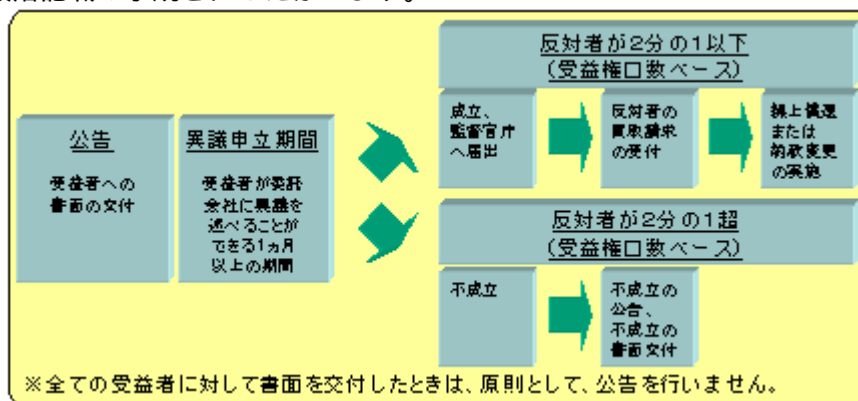 反対者が2分の1以下
(受益権口数ベース)
公告
受益者への
書面の交付
異議申立期間
受益者が委託
会社に異議を
述べることが
できる1ヵ月
以上の期間
成立、
監督官庁
へ届出
反対者の
買取請求
の受付
繰上償還
または
約款変更
の実施
反対者が2分の1超
(受益権口数ベース)
不成立
不成立の
公告、
不成立の
書面交付
※全ての受益者に対して書面を交付したときは、原則として、公告を行いません。